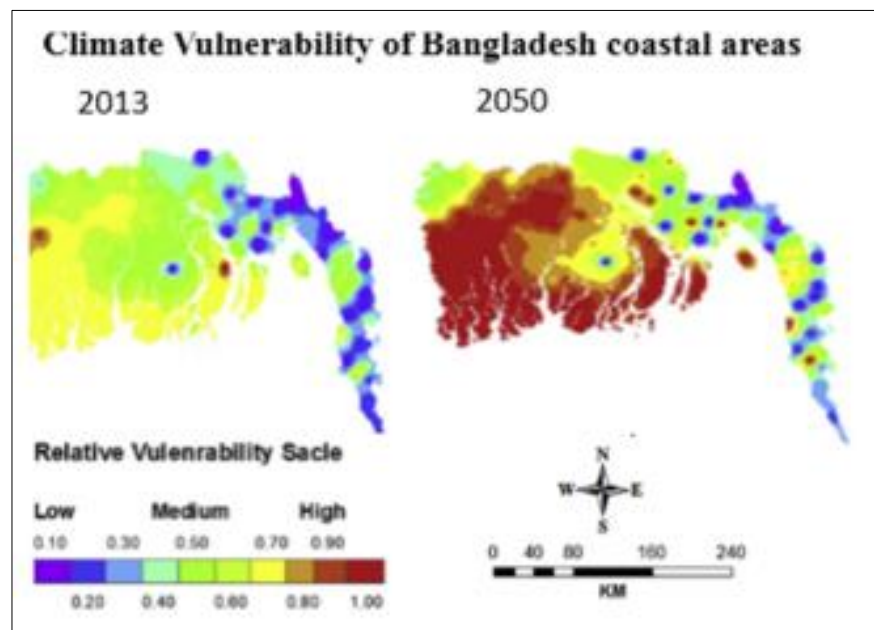 Climate Vulnerability of Bangladesh coastal areas
2013 2050
Relative Vulenrability Sacle
Low Medium High
0.10 0.30 0.50 0.70 0.90
0.20 0.40 0.60 0.80 1.00
N
W E
S
0 40 80 160 240
KM